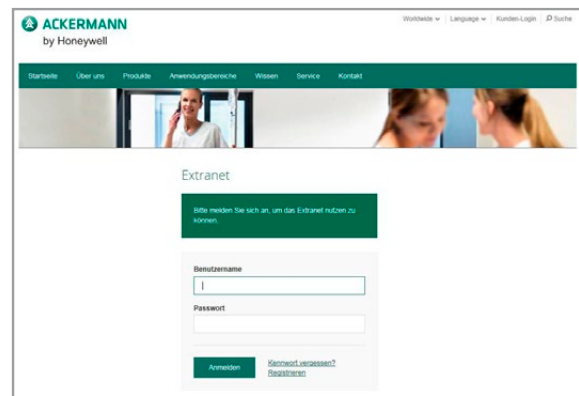 ACKERMANN
by Honeywell
Worldwide Language Kunden-Login Suche
Startseite Über uns Produkte Anwendungsbereiche Wissen Service Kontakt
Extranet
Bitte melden Sie sich an, um das Extranet nutzen zu
können.
Benutzername
Passwort
Anmelden
Kennwort vergessen?
Registrieren